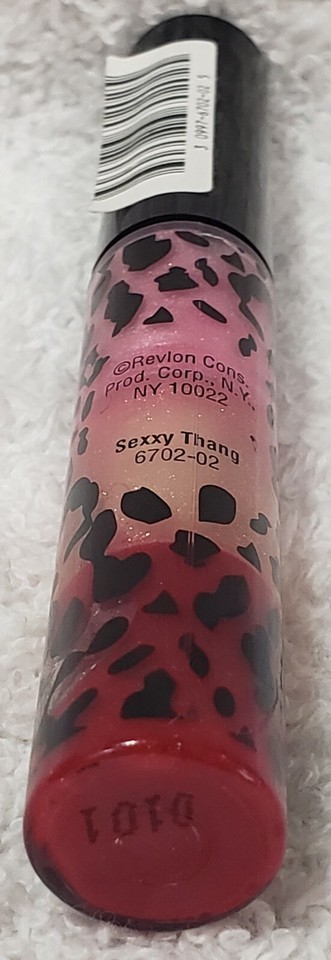 ©Revlon Cons.
Prod. Corp., N.Y.,
NY 10022
Sexxy Thang
6702-02
0101